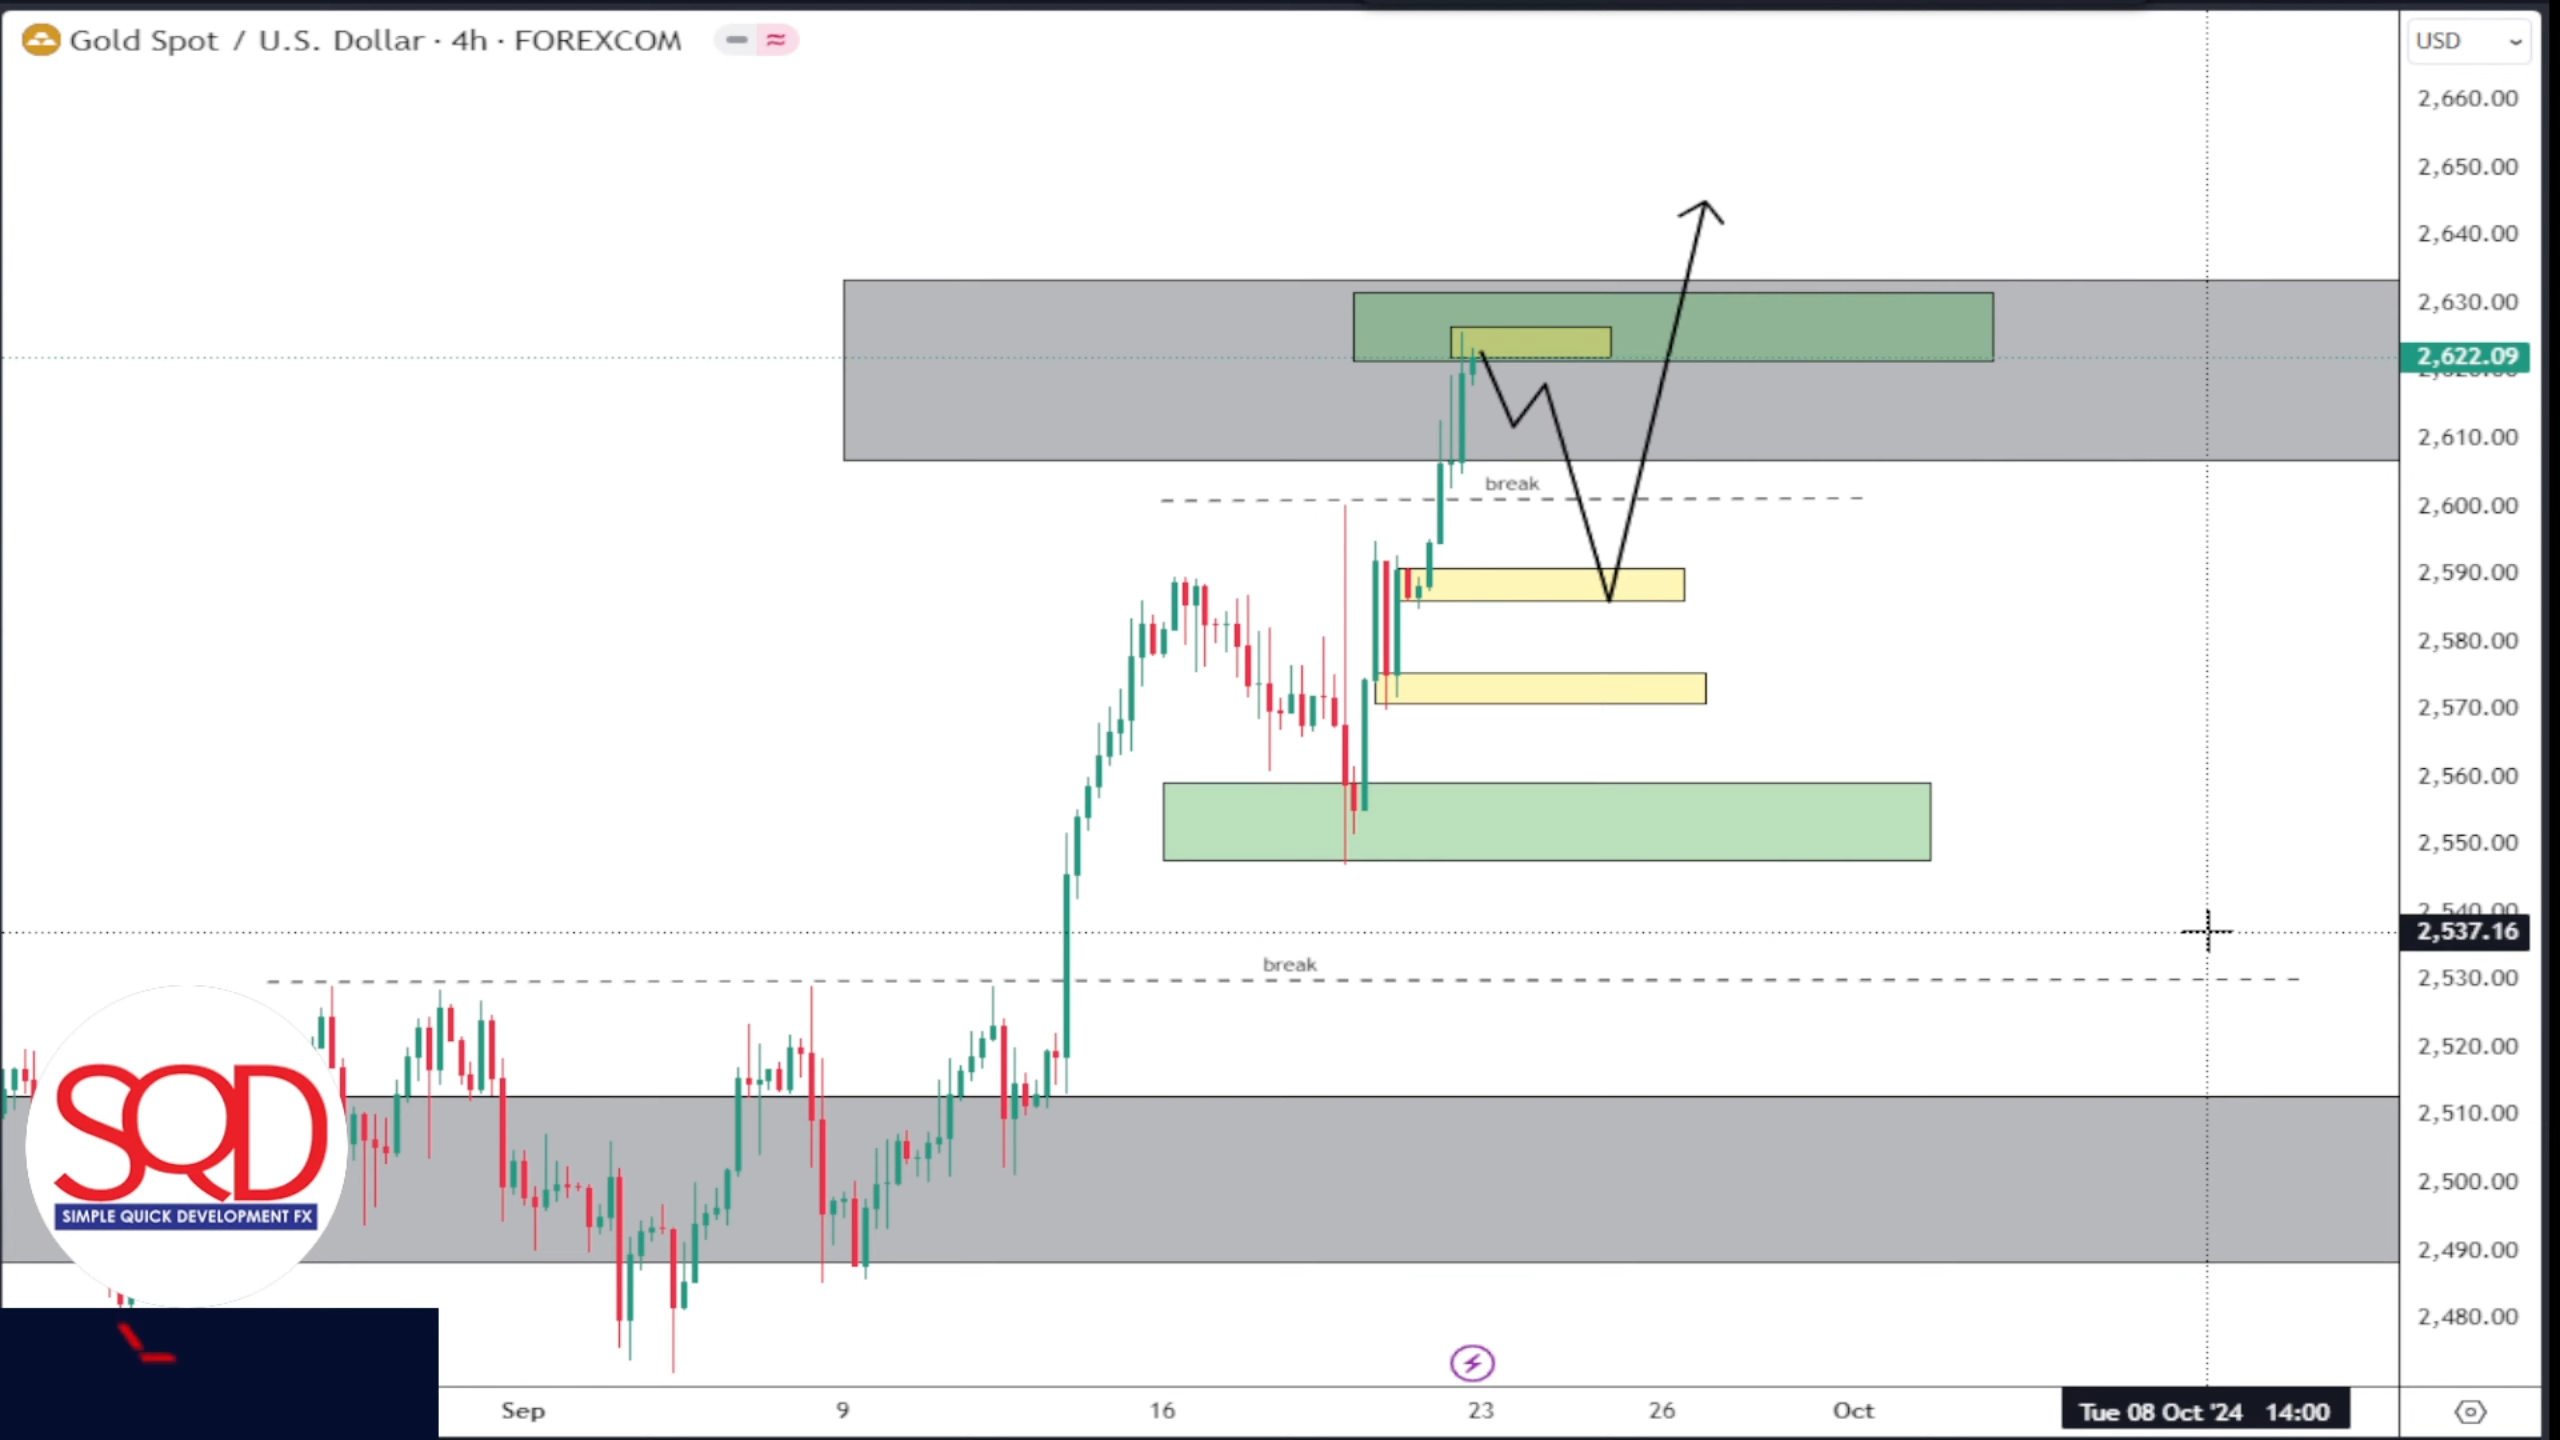 Gold Spot / U.S. Dollar · 4h · FOREXCOM
USD
2,660.00
2,650.00
2,640.00
2,630.00
2,622.09
2,610.00
break
2,600.00
2,590.00
2,580.00
2,570.00
2,560.00
2,550.00
2,540.00
2,537.16
break
2,530.00
2,520.00
2,510.00
2,500.00
2,490.00
2,480.00
SQD
SIMPLE QUICK DEVELOPMENT FX
Sep
9
16
23
26
Oct
Tue 08 Oct '24 14:00